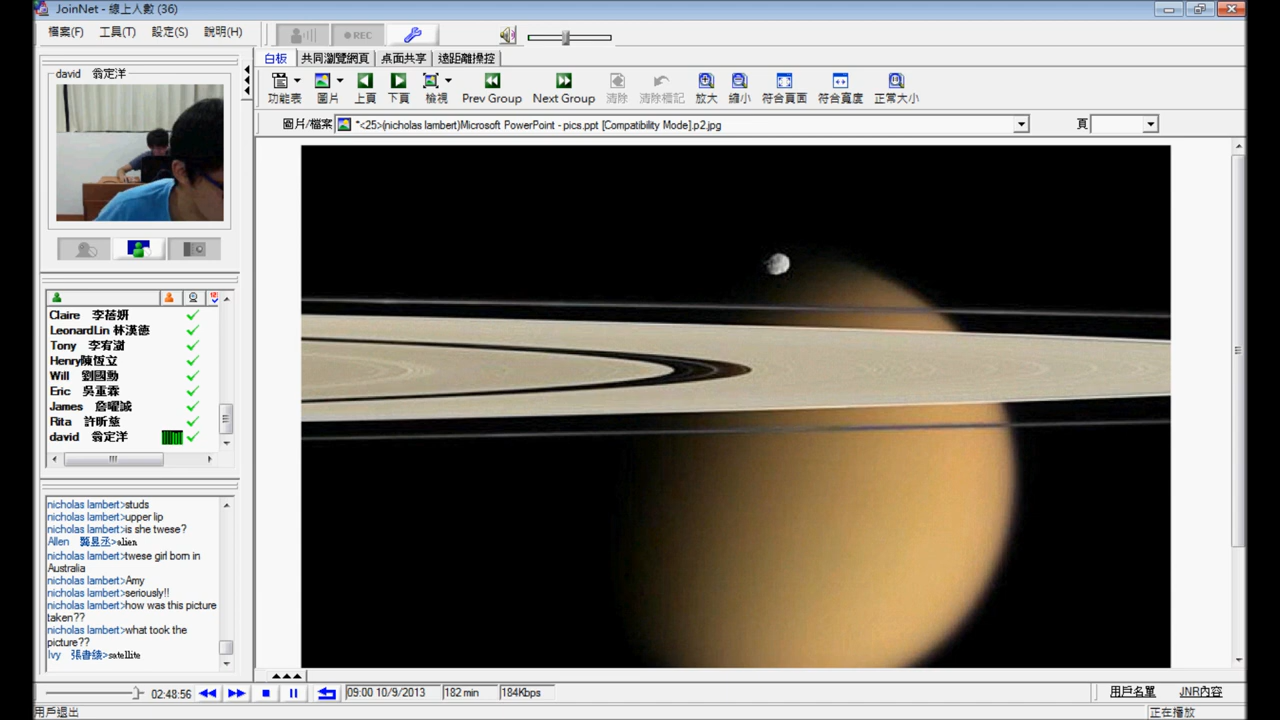 JoinNet - 線上人數 (36)
檔案(F) 工具(T) 設定(S) 說明(H)
REC
白板 共同瀏覽網頁 桌面共享 遠距離操控
功能表 圖片 上頁 下頁 檢視 Prev Group Next Group 清除 清除標記 放大 縮小 符合頁面 符合寬度 正常大小
圖片/檔案 *<25>(nicholas lambert)Microsoft PowerPoint - pics.ppt [Compatibility Mode].p2.jpg 頁
david 翁定洋
Claire 李蓓妍
LeonardLin 林漢德
Tony 李宥澍
Henry陳恆立
Will 劉國勳
Eric 吳重霖
James 詹曜誠
Rita 許昕慈
david 翁定洋
nicholas lambert>studs
nicholas lambert>upper lip
nicholas lambert>is she twese?
Allen 龔昱丞>alien
nicholas lambert>twese girl born in
Australia
nicholas lambert>Amy
nicholas lambert>seriously!!
nicholas lambert>how was this picture
taken??
nicholas lambert>what took the
picture??
Ivy 張書綾>satellite
02:48:56 09:00 10/9/2013 182 min 184Kbps 用戶名單 JNR內容
用戶退出 正在播放